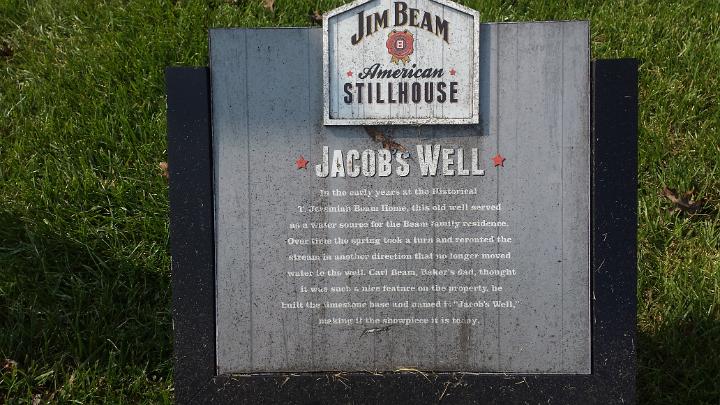 JIM BEAM
B
American
STILLHOUSE
JACOB'S WELL
In the early years at the Historical
T. Jeremiah Beam Home, this old well served
as a water source for the Beam family residence.
Over time the spring took a turn and rerouted the
stream in another direction that no longer moved
water to the well. Carl Beam, Baker's dad, thought
it was such a nice feature on the property, he
built the limestone base and named it "Jacob's Well,"
making it the showpiece it is today.